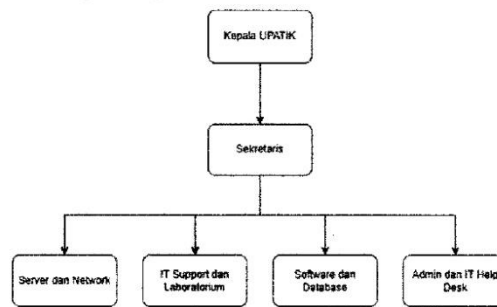 Kepala UPATIK
Sekretaris
Server dan Network
IT Support dan
Laboratorium
Software dan
Database
Admin dan IT Help
Desk